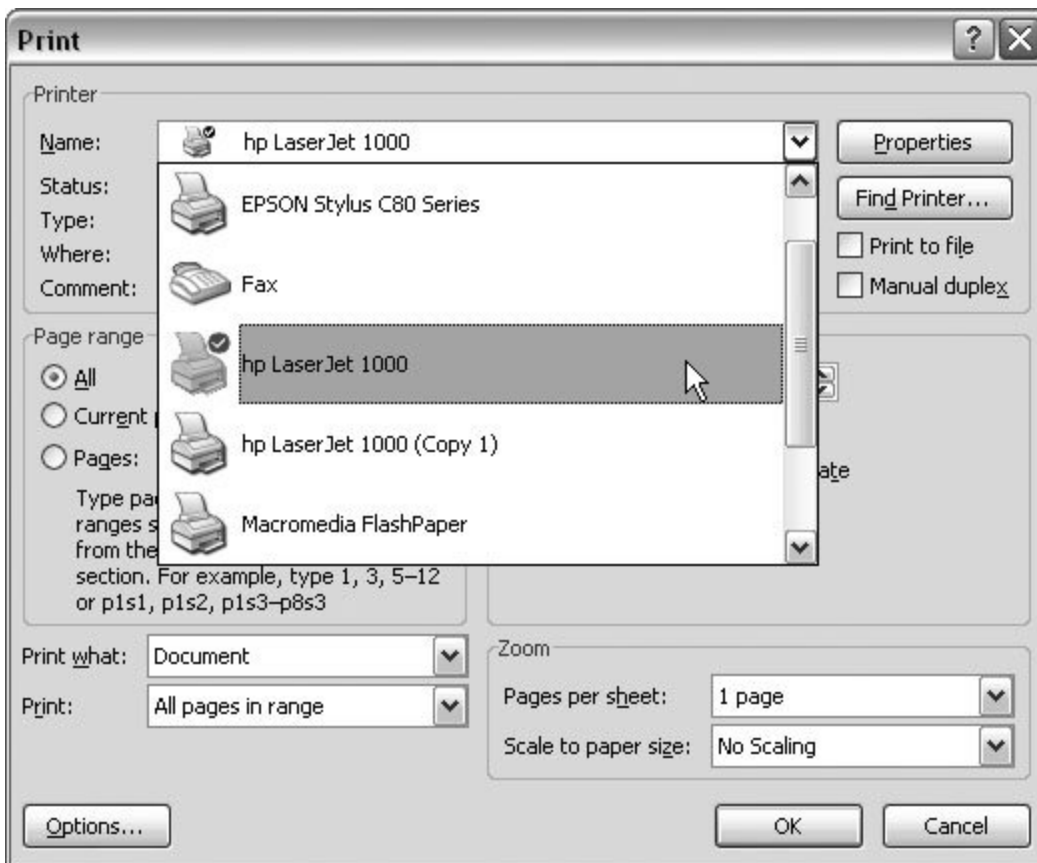 Print
Printer
Name:
hp LaserJet 1000
Properties
Status:
EPSON Stylus C80 Series
Find Printer...
Type:
Where:
Print to file
Comment:
Fax
Manual duplex
Page range
hp LaserJet 1000
All
Current
hp LaserJet 1000 (Copy 1)
Pages:
Type
ranges
Macromedia FlashPaper
from the
section. For example, type 1, 3, 5–12
or p1s1, p1s2, p1s3–p8s3
Print what:
Document
Zoom
Print:
All pages in range
Pages per sheet:
1 page
Scale to paper size:
No Scaling
Options...
OK
Cancel